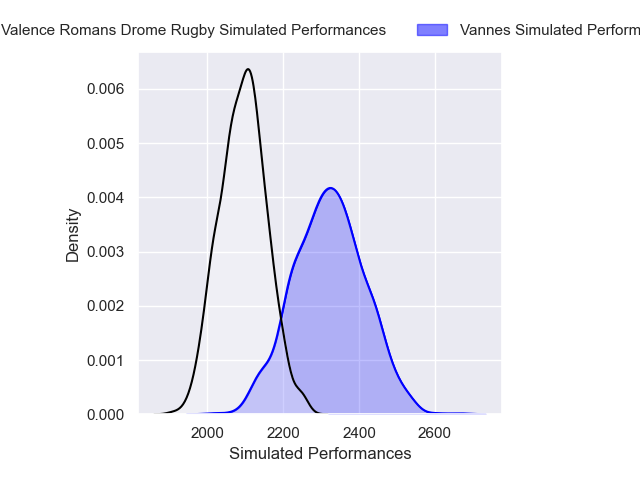 Valence Romans Drome Rugby Simulated Performances
Vannes Simulated Perform
0.006
0.005
0.004
0.003
0.002
0.001
0.000
Density
2000 2200 2400 2600
Simulated Performances